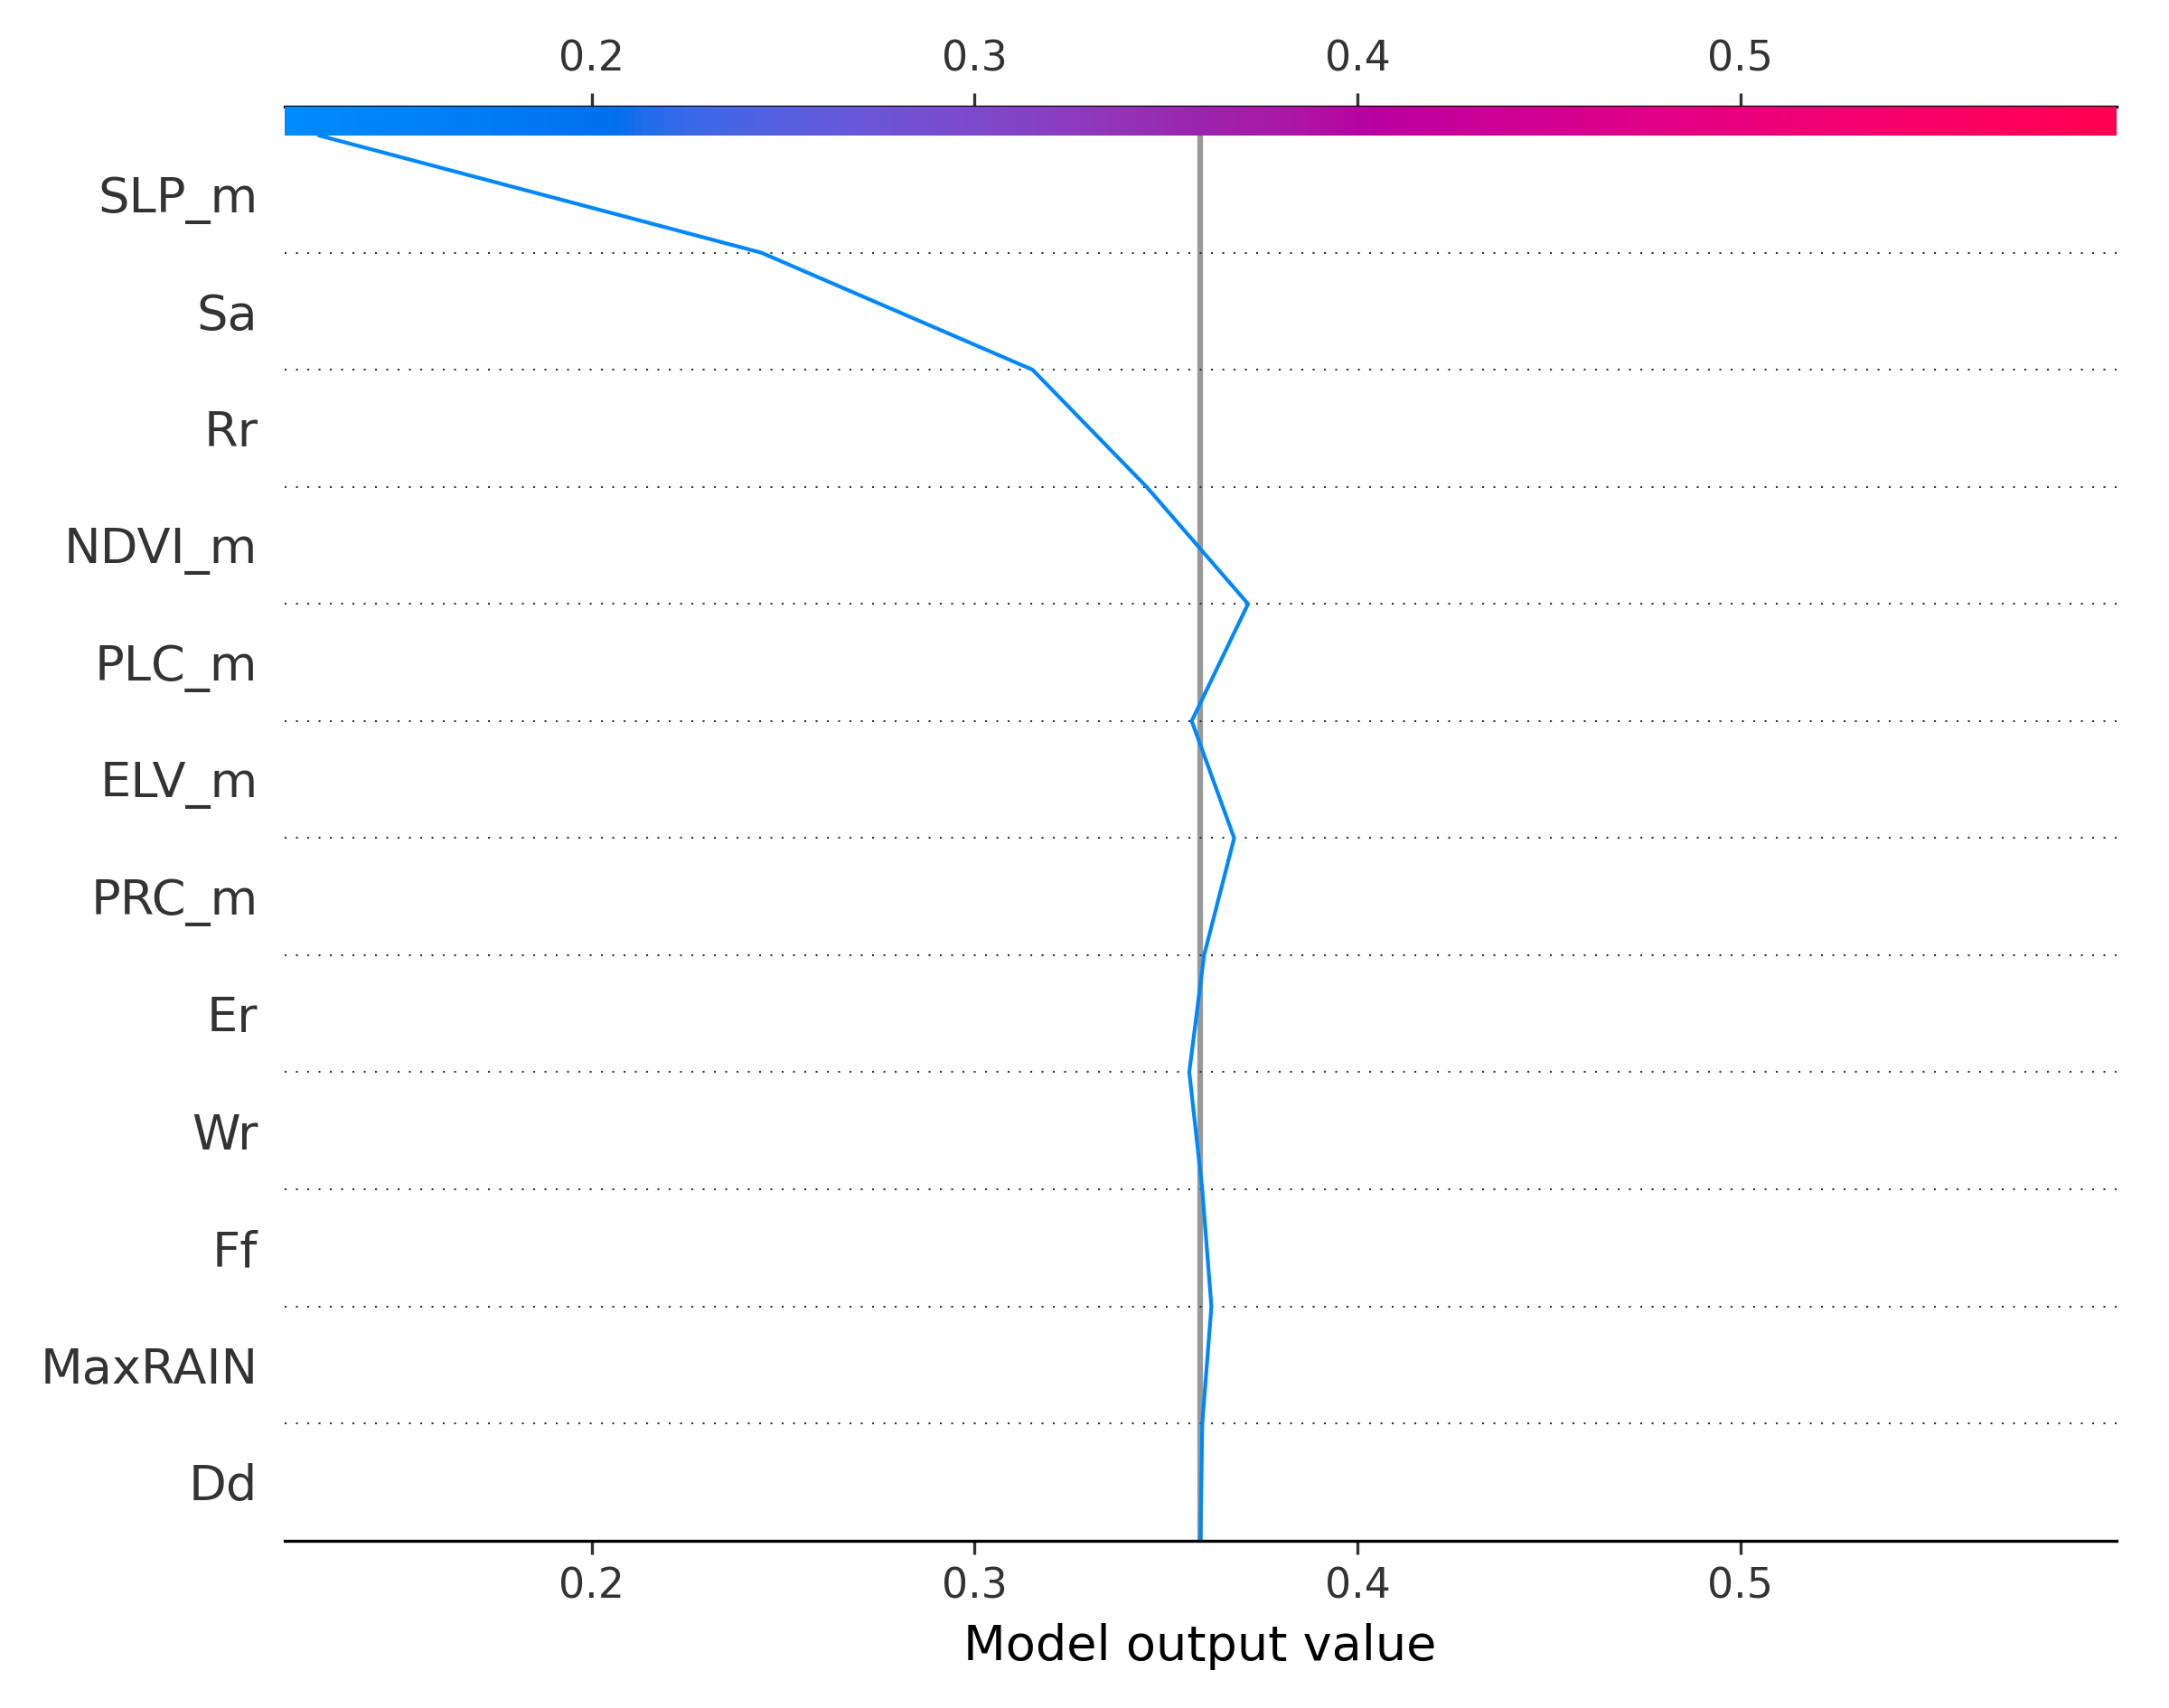 0.2 0.3 0.4 0.5
SLP_m
Sa
Rr
NDVI_m
PLC_m
ELV_m
PRC_m
Er
Wr
Ff
MaxRAIN
Dd
0.2 0.3 0.4 0.5
Model output value